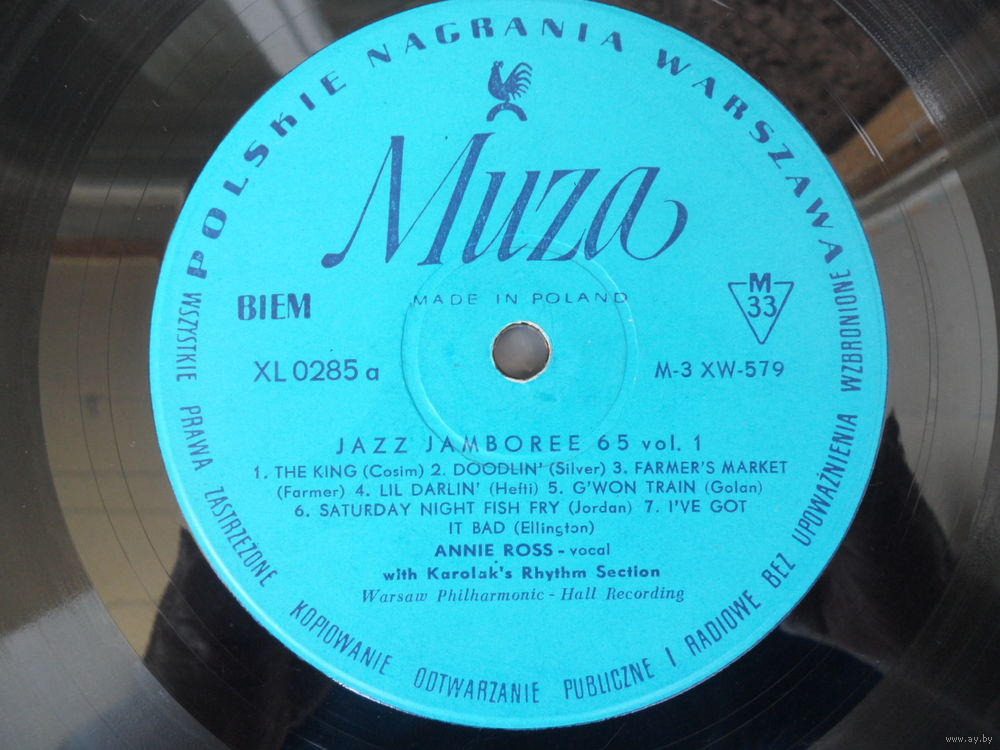 POLSKIE NAGRANIA WARSZAWA
Muza
BIEM
MADE IN POLAND
M
33
XL 0285 a
M-3 XW-579
JAZZ JAMBOREE 65 vol. 1
1. THE KING (Cosim) 2. DOODLIN' (Silver) 3. FARMER'S MARKET
(Farmer) 4. LIL DARLIN' (Hefti) 5. G'WON TRAIN (Golan)
6. SATURDAY NIGHT FISH FRY (Jordan) 7. I'VE GOT
IT BAD (Ellington)
ANNIE ROSS - vocal
with Karolak's Rhythm Section
Warsaw Philharmonic - Hall Recording
WSZYSTKIE PRAWA ZASTRZEŻONE KOPIOWANIE ODTWARZANIE PUBLICZNE I RADIOWE BEZ UPOWAŻNIENIA WZBRONIONE
www.ay.by